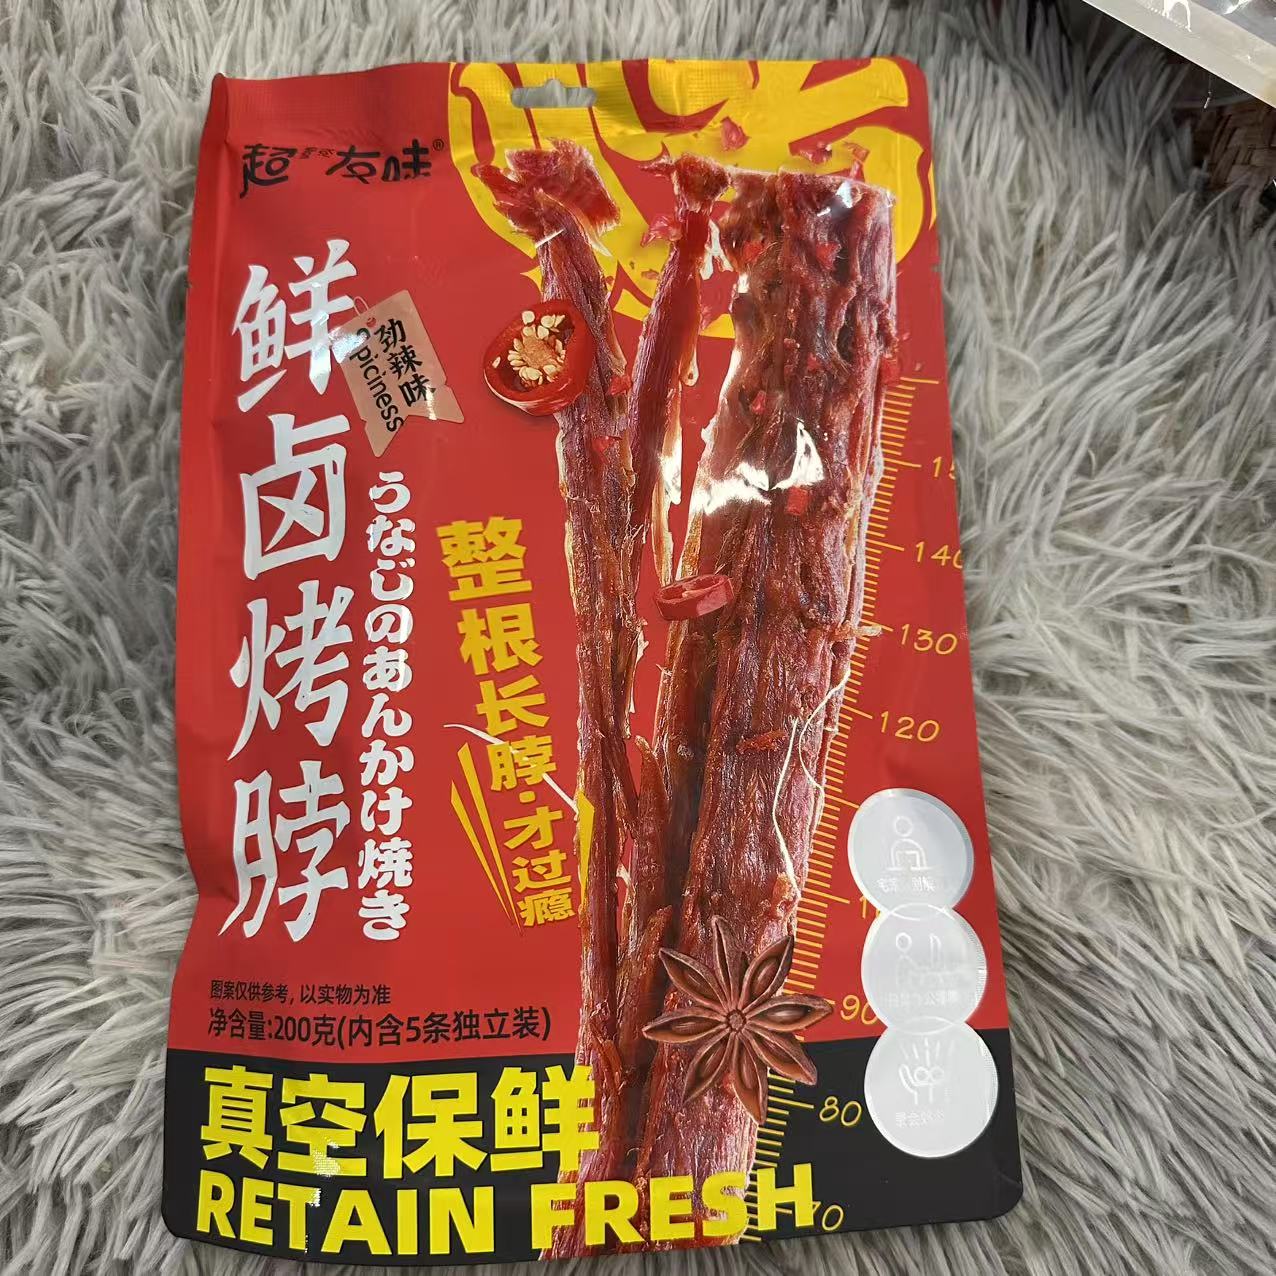 超友味®
鲜卤烤脖
劲辣味
spiciness
うなじのあんかけ焼き
整根长脖·才过瘾
140
130
120
90
80
70
图案仅供参考，以实物为准
净含量:200克(内含5条独立装)
真空保鲜
RETAIN FRESH